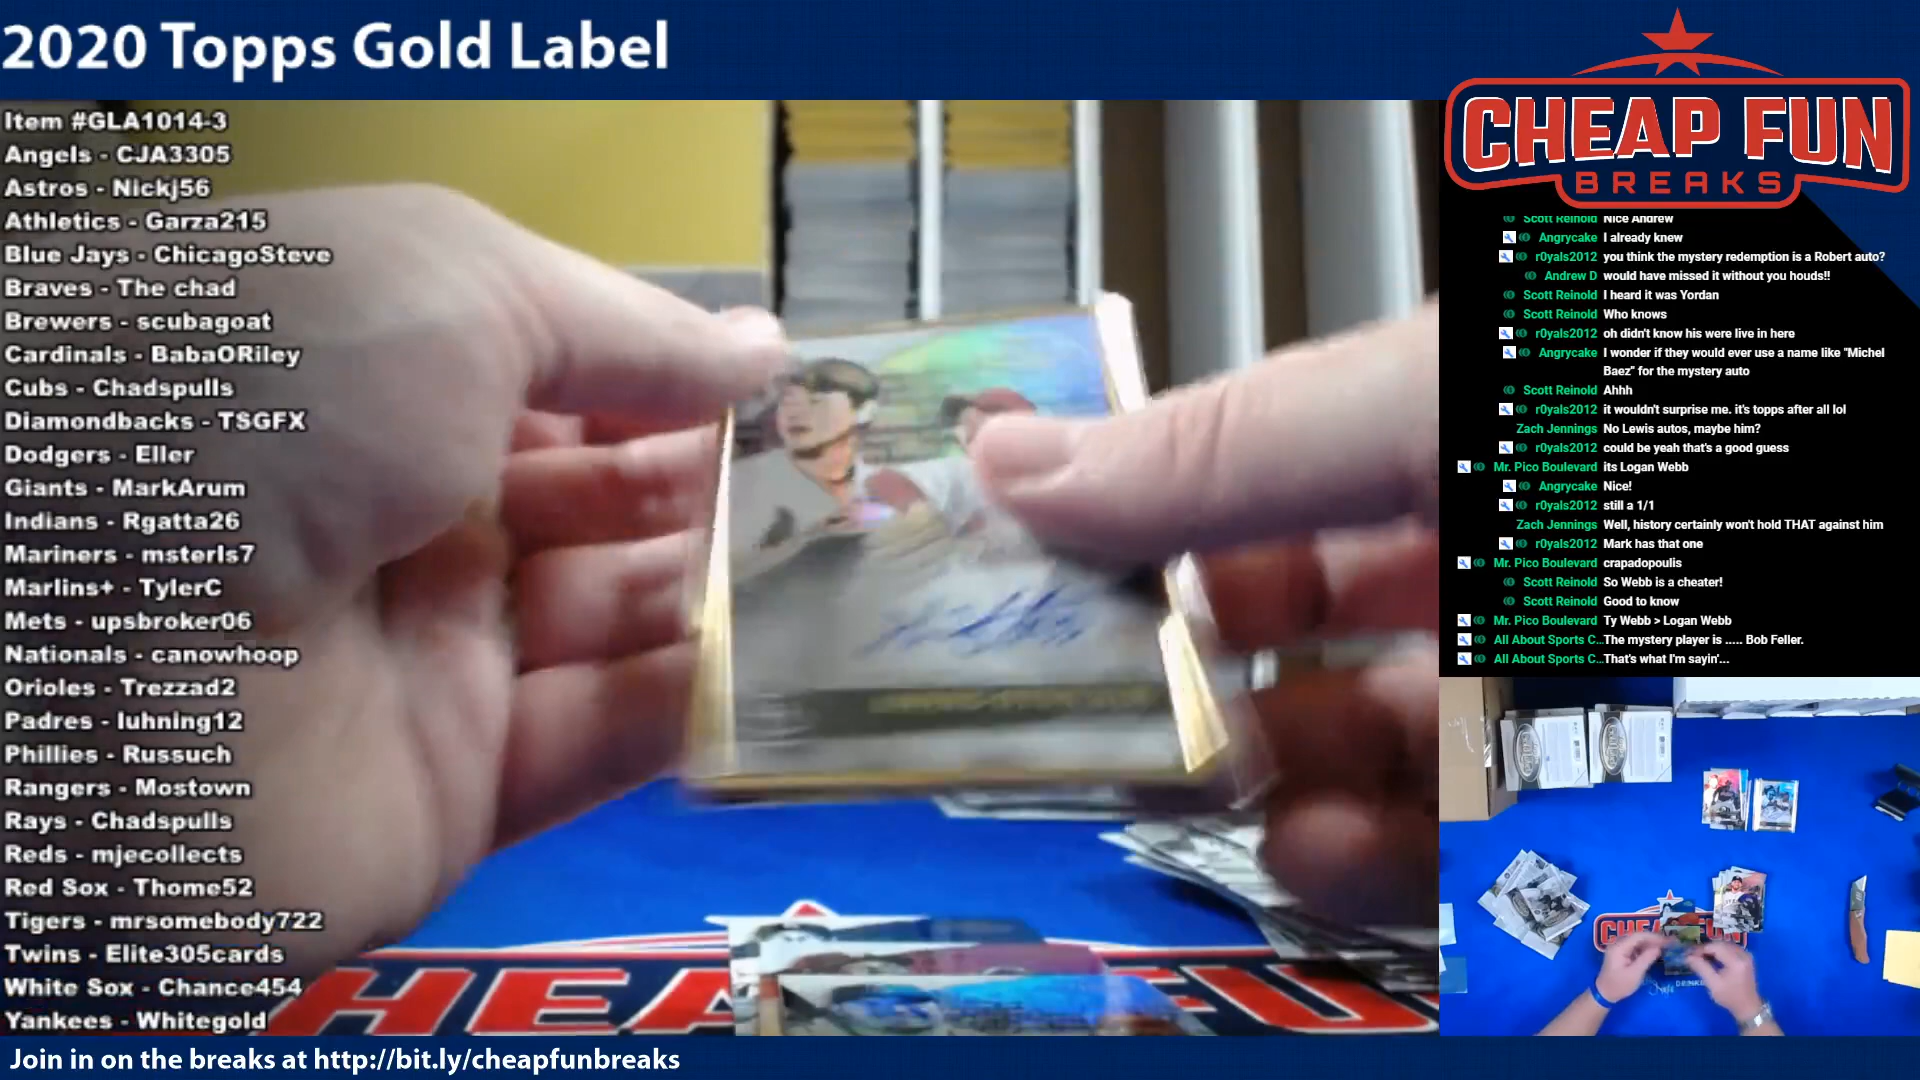 2020 Topps Gold Label
Item #GLA1014-3
Angels - CJA3305
Astros - Nickj56
Athletics - Garza215
Blue Jays - ChicagoSteve
Braves - The chad
Brewers - scubagoat
Cardinals - BabaORiley
Cubs - Chadspulls
Diamondbacks - TSGFX
Dodgers - Eller
Giants - MarkArum
Indians - Rgatta26
Mariners - msterls7
Marlins+ - TylerC
Mets - upsbroker06
Nationals - canowhoop
Orioles - Trezzad2
Padres - luhning12
Phillies - Russuch
Rangers - Mostown
Rays - Chadspulls
Reds - mjecollects
Red Sox - Thome52
Tigers - mrsomebody722
Twins - Elite305cards
White Sox - Chance454
Yankees - Whitegold
Join in on the breaks at http://bit.ly/cheapfunbreaks
CHEAP FUN
BREAKS
Scott Reinold Nice Andrew
Angrycake I already knew
r0yals2012 you think the mystery redemption is a Robert auto?
Andrew D would have missed it without you houds!!
Scott Reinold I heard it was Yordan
Scott Reinold Who knows
r0yals2012 oh didn't know his were live in here
Angrycake I wonder if they would ever use a name like "Michel
Baez" for the mystery auto
Scott Reinold Ahhh
r0yals2012 it wouldn't surprise me. it's topps after all lol
Zach Jennings No Lewis autos, maybe him?
r0yals2012 could be yeah that's a good guess
Mr. Pico Boulevard its Logan Webb
Angrycake Nice!
r0yals2012 still a 1/1
Zach Jennings Well, history certainly won't hold THAT against him
r0yals2012 Mark has that one
Mr. Pico Boulevard crapadopoulis
Scott Reinold So Webb is a cheater!
Scott Reinold Good to know
Mr. Pico Boulevard Ty Webb > Logan Webb
All About Sports C... The mystery player is ..... Bob Feller.
All About Sports C... That's what I'm sayin'...
HEA FU
CHEAP FUN